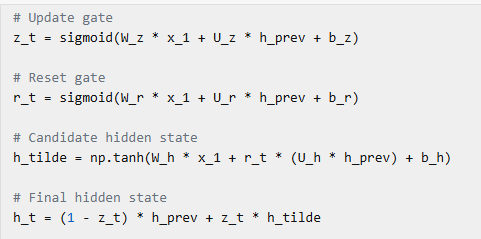 # Update gate
z_t = sigmoid(W_z * x_1 + U_z * h_prev + b_z)
# Reset gate
r_t = sigmoid(W_r * x_1 + U_r * h_prev + b_r)
# Candidate hidden state
h_tilde = np.tanh(W_h * x_1 + r_t * (U_h * h_prev) + b_h)
# Final hidden state
h_t = (1 - z_t) * h_prev + z_t * h_tilde